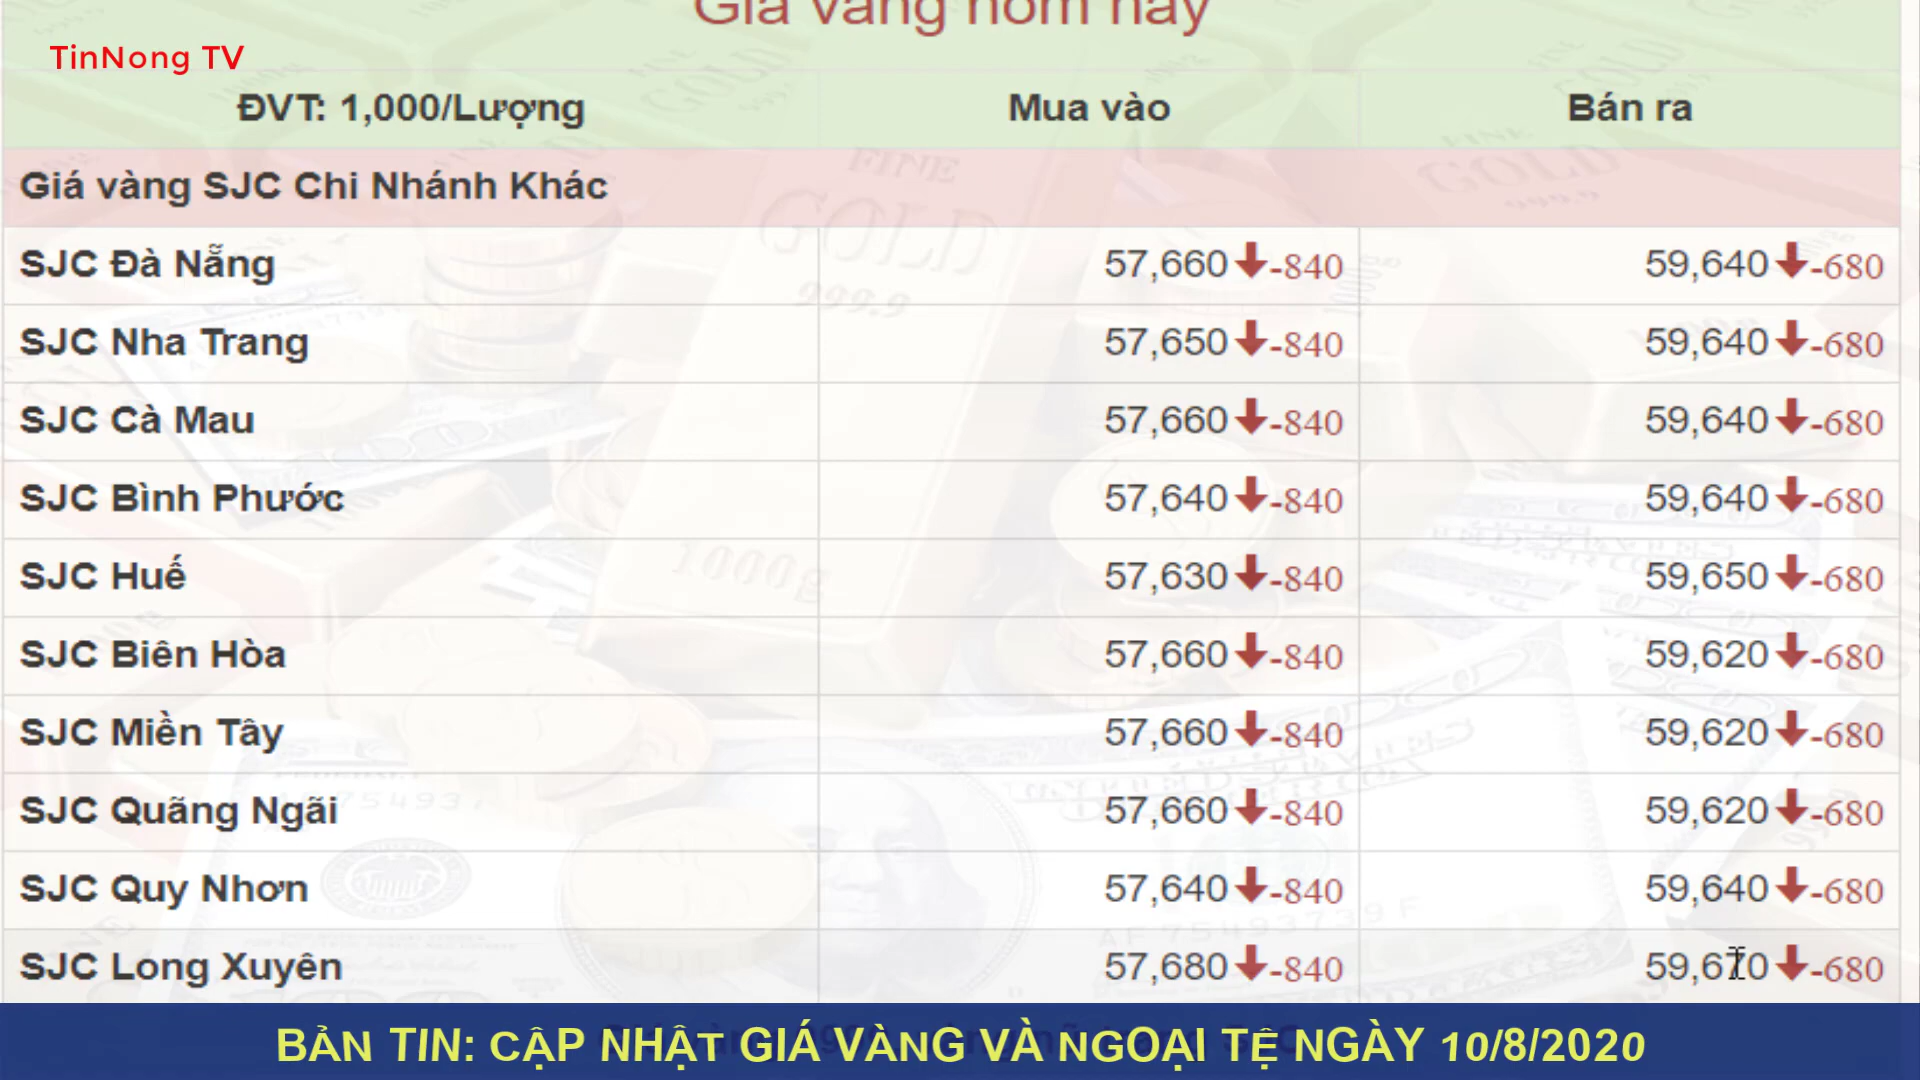 Giá vàng hôm nay
TinNong TV
ĐVT: 1,000/Lượng Mua vào Bán ra
Giá vàng SJC Chi Nhánh Khác
SJC Đà Nẵng 57,660 -840 59,640 -680
SJC Nha Trang 57,650 -840 59,640 -680
SJC Cà Mau 57,660 -840 59,640 -680
SJC Bình Phước 57,640 -840 59,640 -680
SJC Huế 57,630 -840 59,650 -680
SJC Biên Hòa 57,660 -840 59,620 -680
SJC Miền Tây 57,660 -840 59,620 -680
SJC Quãng Ngãi 57,660 -840 59,620 -680
SJC Quy Nhơn 57,640 -840 59,640 -680
SJC Long Xuyên 57,680 -840 59,670 -680
BẢN TIN: CẬP NHẬT GIÁ VÀNG VÀ NGOẠI TỆ NGÀY 10/8/2020